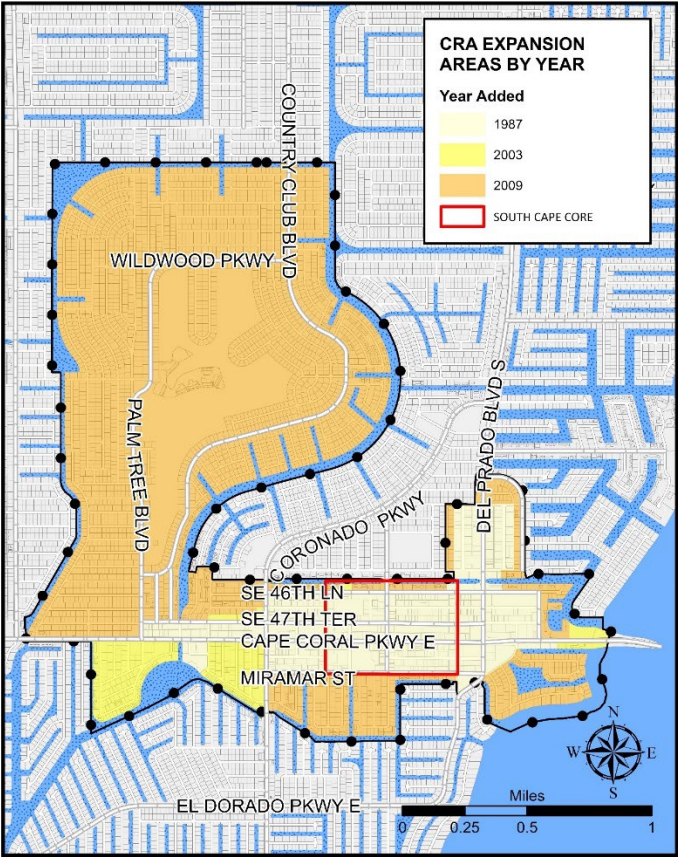 CRA EXPANSION
AREAS BY YEAR
Year Added
1987
2003
2009
SOUTH CAPE CORE
COUNTRY CLUB BLVD
WILDWOOD PKWY
PALM TREE BLVD
DEL PRADO BLVD S
CORONADO PKWY
SE 46TH LN
SE 47TH TER
CAPE CORAL PKWY E
MIRAMAR ST
EL DORADO PKWY E
N
W E
S
Miles
0 0.25 0.5 1